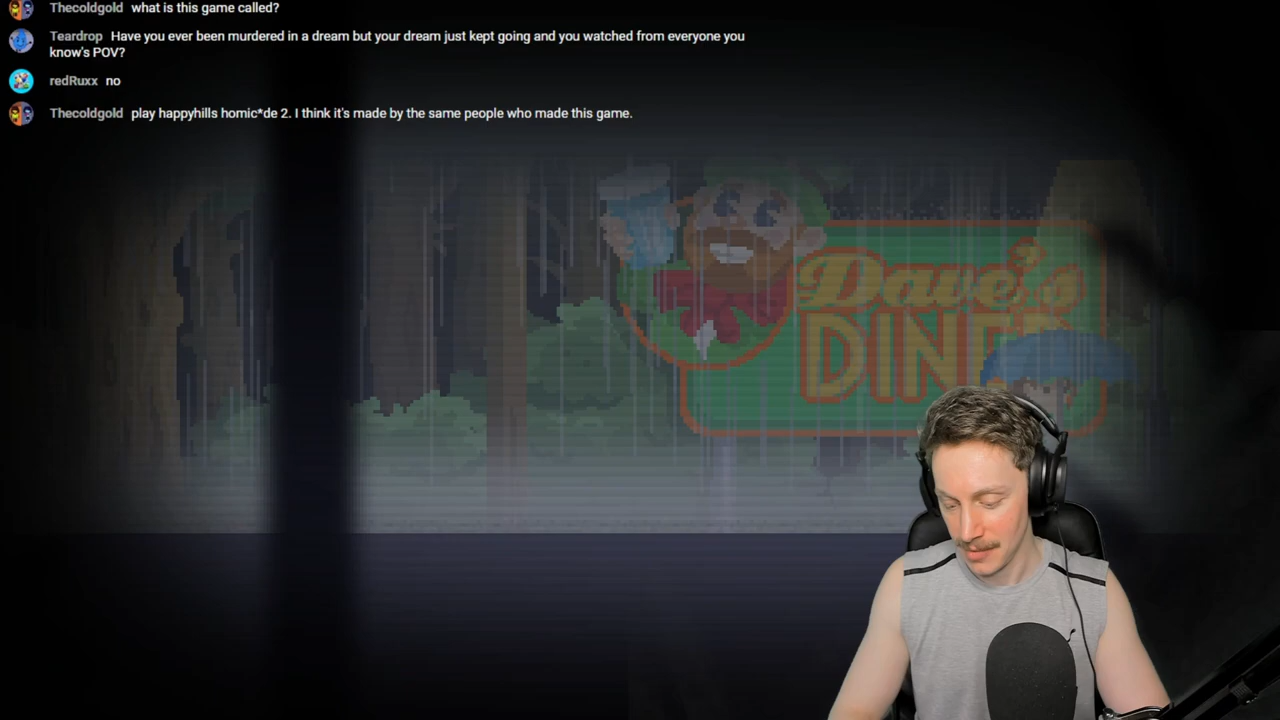 Thecoldgold what is this game called?
Teardrop Have you ever been murdered in a dream but your dream just kept going and you watched from everyone you
know's POV?
redRuxx no
Thecoldgold play happyhills homic*de 2. I think it's made by the same people who made this game.
Dave's
DINER